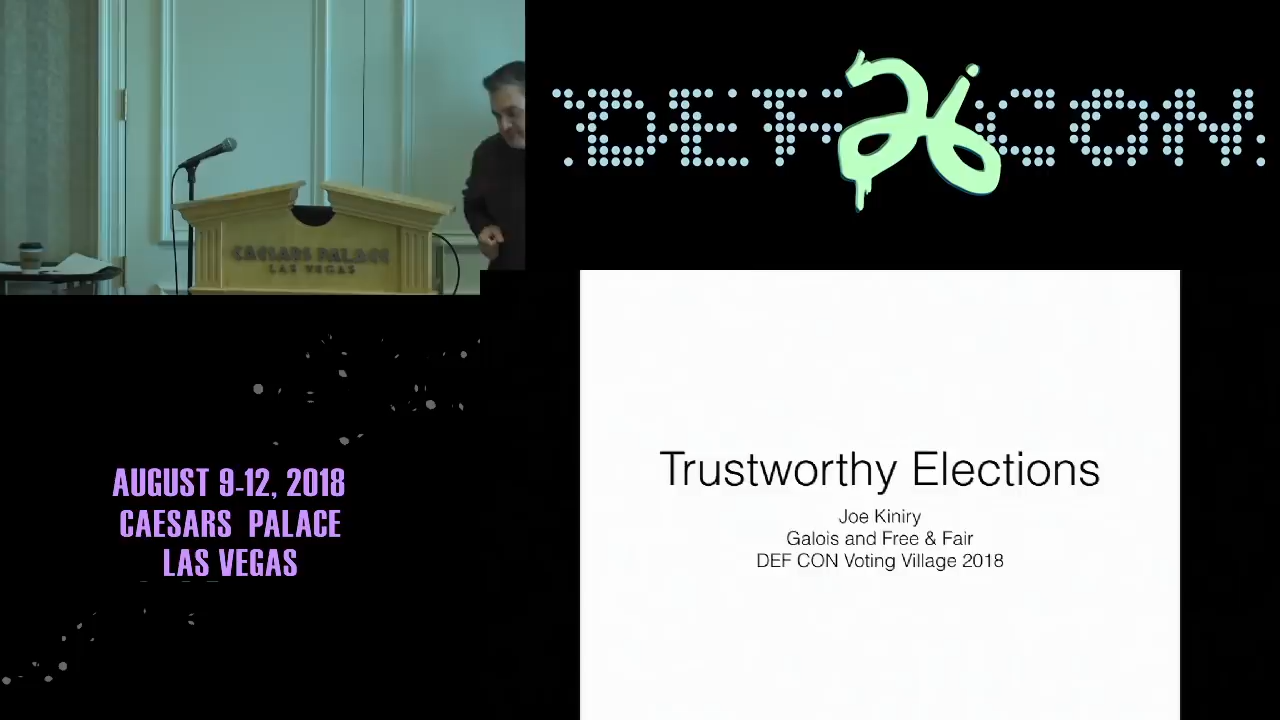 DEF CON 26
CAESARS PALACE
LAS VEGAS
AUGUST 9-12, 2018
CAESARS PALACE
LAS VEGAS
Trustworthy Elections
Joe Kiniry
Galois and Free & Fair
DEF CON Voting Village 2018